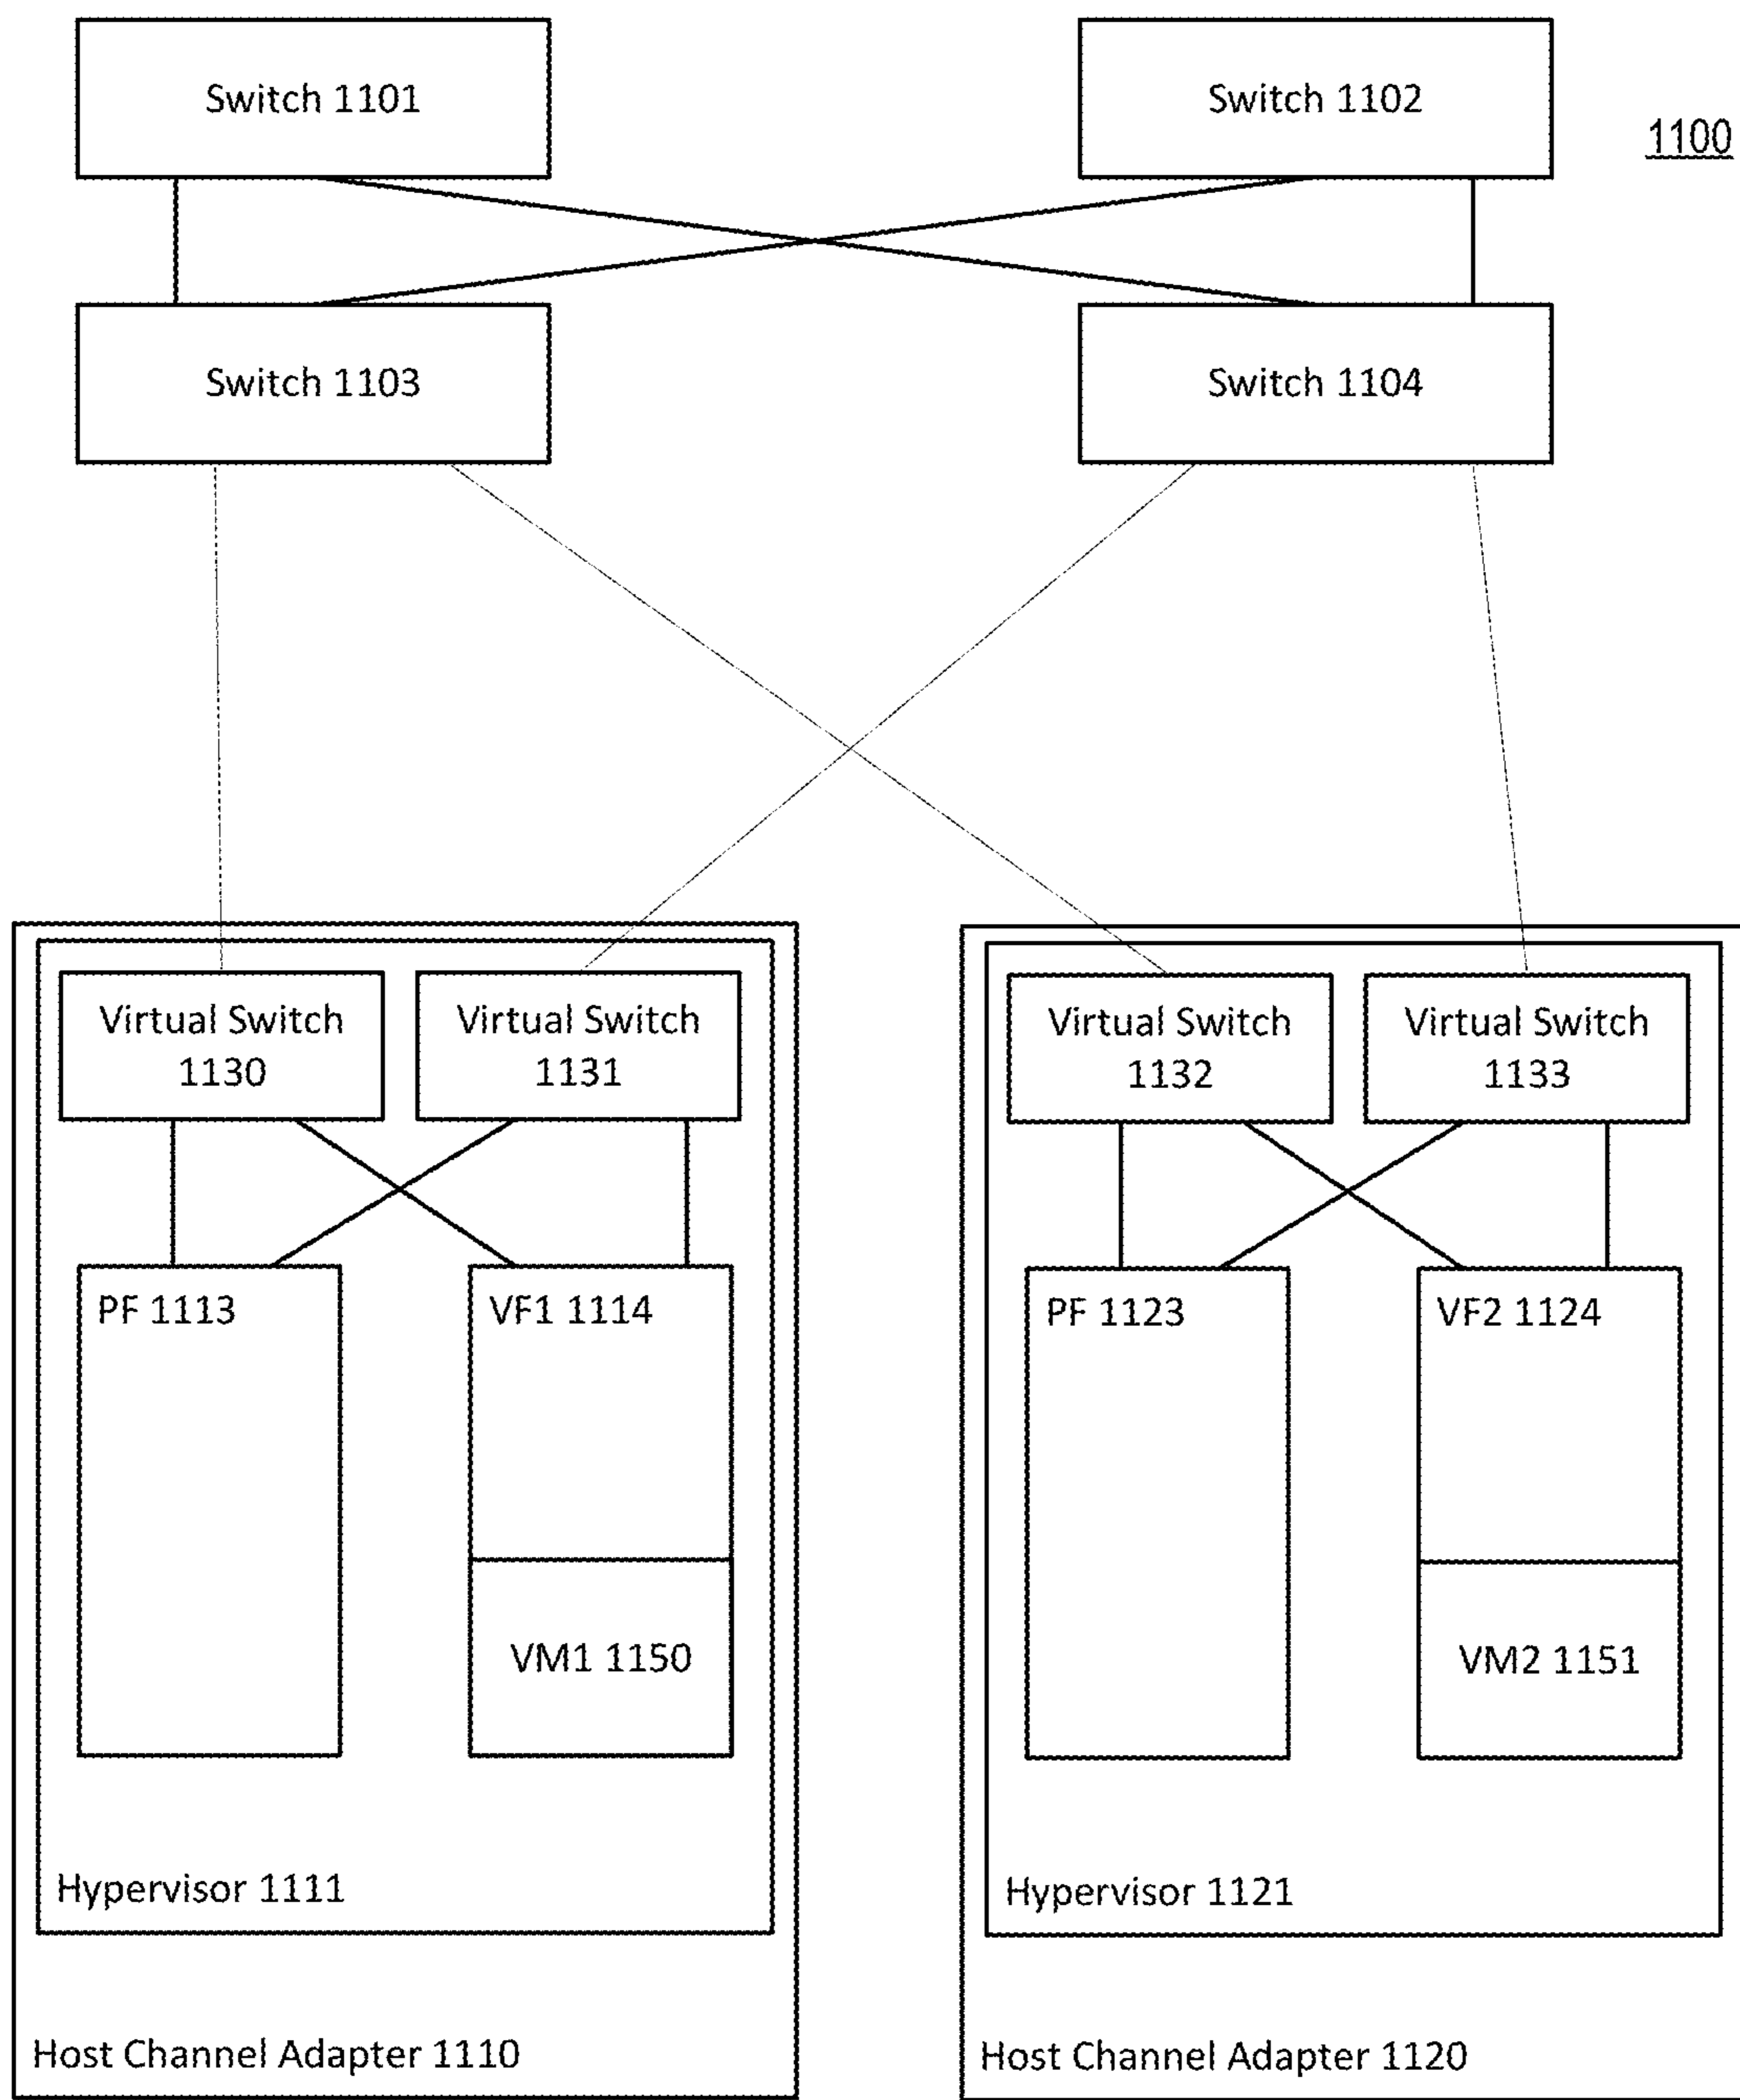 Switch 1101
Switch 1102
1100
Switch 1103
Switch 1104
Virtual Switch
1130
Virtual Switch
1131
Virtual Switch
1132
Virtual Switch
1133
PF 1113
VF1 1114
PF 1123
VF2 1124
VM1 1150
VM2 1151
Hypervisor 1111
Hypervisor 1121
Host Channel Adapter 1110
Host Channel Adapter 1120